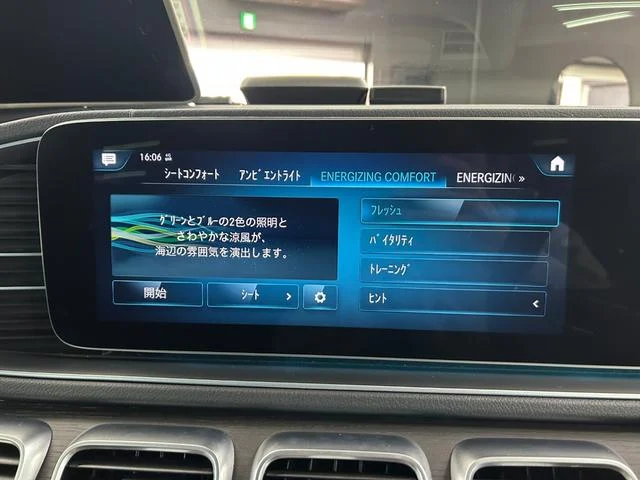 16:06
シートコンフォート アンビエントライト ENERGIZING COMFORT ENERGIZIN »
グリーンとブルーの2色の照明と
さわやかな涼風が、
海辺の雰囲気を演出します。
開始 シート >
フレッシュ
バイタリティ
トレーニング
ヒント <